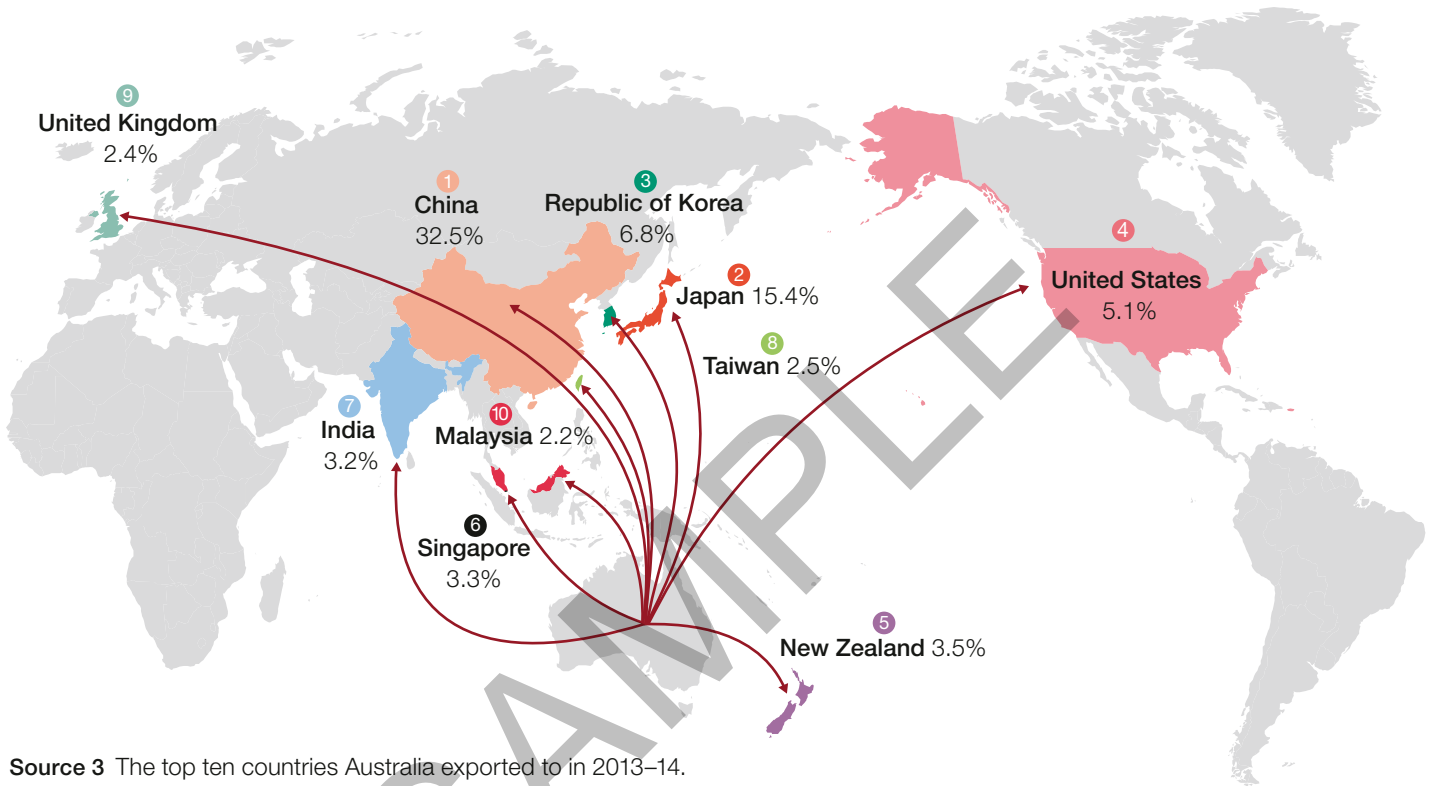 9
United Kingdom
2.4%
1
China
32.5%
3
Republic of Korea
6.8%
2
Japan 15.4%
4
United States
5.1%
8
Taiwan 2.5%
7
India
3.2%
10
Malaysia 2.2%
6
Singapore
3.3%
5
New Zealand 3.5%
SAMPLE
Source 3 The top ten countries Australia exported to in 2013–14.